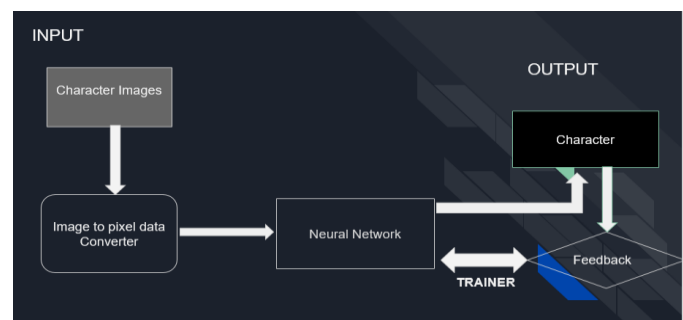 INPUT
OUTPUT
Character Images
Character
Image to pixel data
Converter
Neural Network
Feedback
TRAINER